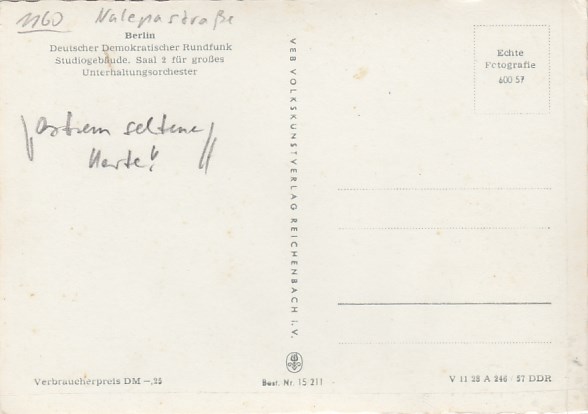 1160 Nalepastraße
Berlin
Deutscher Demokratischer Rundfunk
Studiogebäude, Saal 2 für großes
Unterhaltungsorchester
extrem seltene
Karte!
VEB VOLKSKUNSTVERLAG REICHENBACH i. V.
Echte
Fotografie
600 57
Verbraucherpreis DM -,25
Best. Nr. 15 211
V 11 28 A 246 / 57 DDR